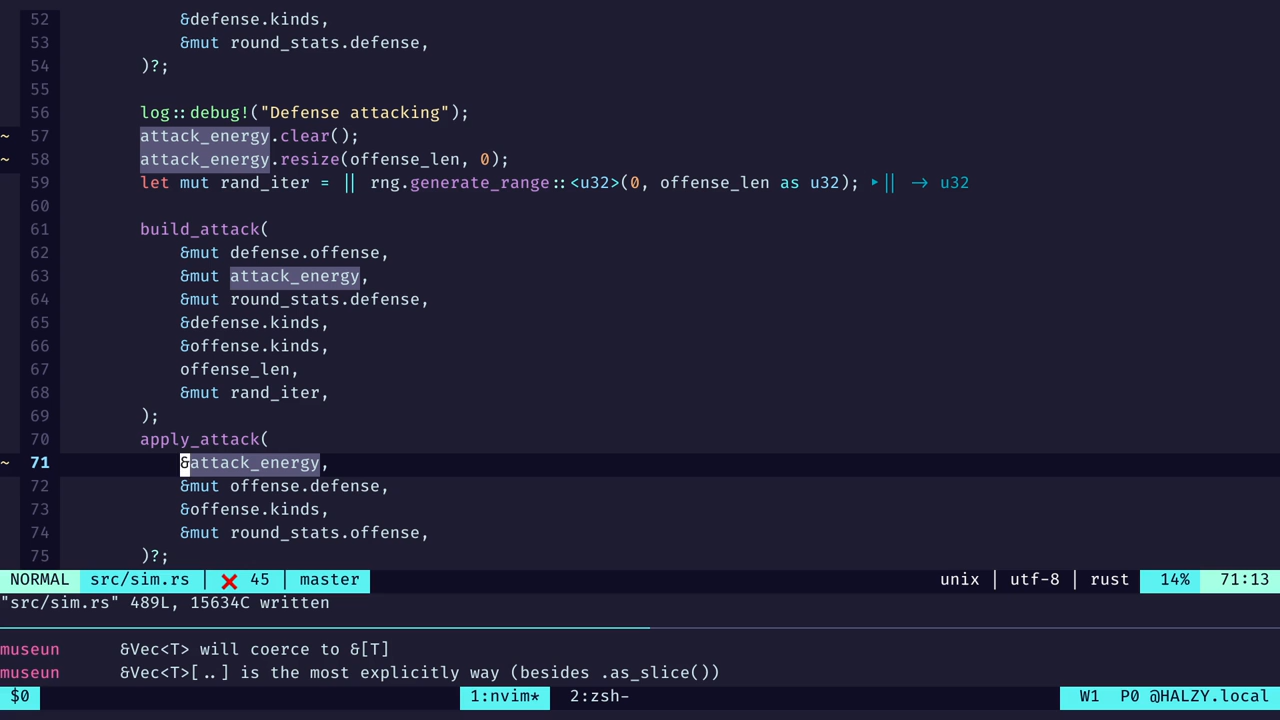 52 &defense.kinds,
53 &mut round_stats.defense,
54 )?;
55
56 log::debug!("Defense attacking");
~ 57 attack_energy.clear();
~ 58 attack_energy.resize(offense_len, 0);
59 let mut rand_iter = || rng.generate_range::<u32>(0, offense_len as u32); ‣|| -> u32
60
61 build_attack(
62 &mut defense.offense,
63 &mut attack_energy,
64 &mut round_stats.defense,
65 &defense.kinds,
66 &offense.kinds,
67 offense_len,
68 &mut rand_iter,
69 );
70 apply_attack(
~ 71 &attack_energy,
72 &mut offense.defense,
73 &offense.kinds,
74 &mut round_stats.offense,
75 )?;
NORMAL src/sim.rs | ❌ 45 | master unix | utf-8 | rust 14% 71:13
"src/sim.rs" 489L, 15634C written
museun &Vec<T> will coerce to &[T]
museun &Vec<T>[..] is the most explicitly way (besides .as_slice())
$0 1:nvim* 2:zsh- W1 P0 @HALZY.local